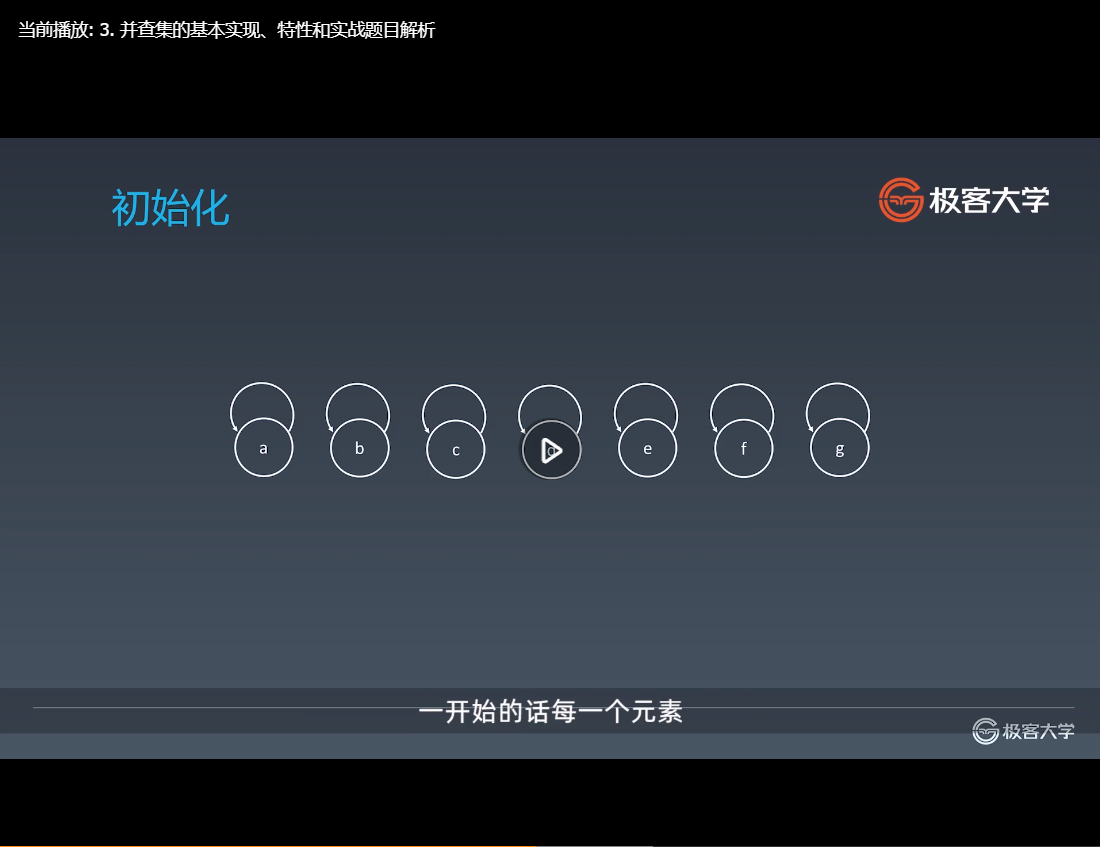 当前播放: 3. 并查集的基本实现、特性和实战题目解析
初始化
极客大学
a b c d e f g
一开始的话每一个元素
极客大学